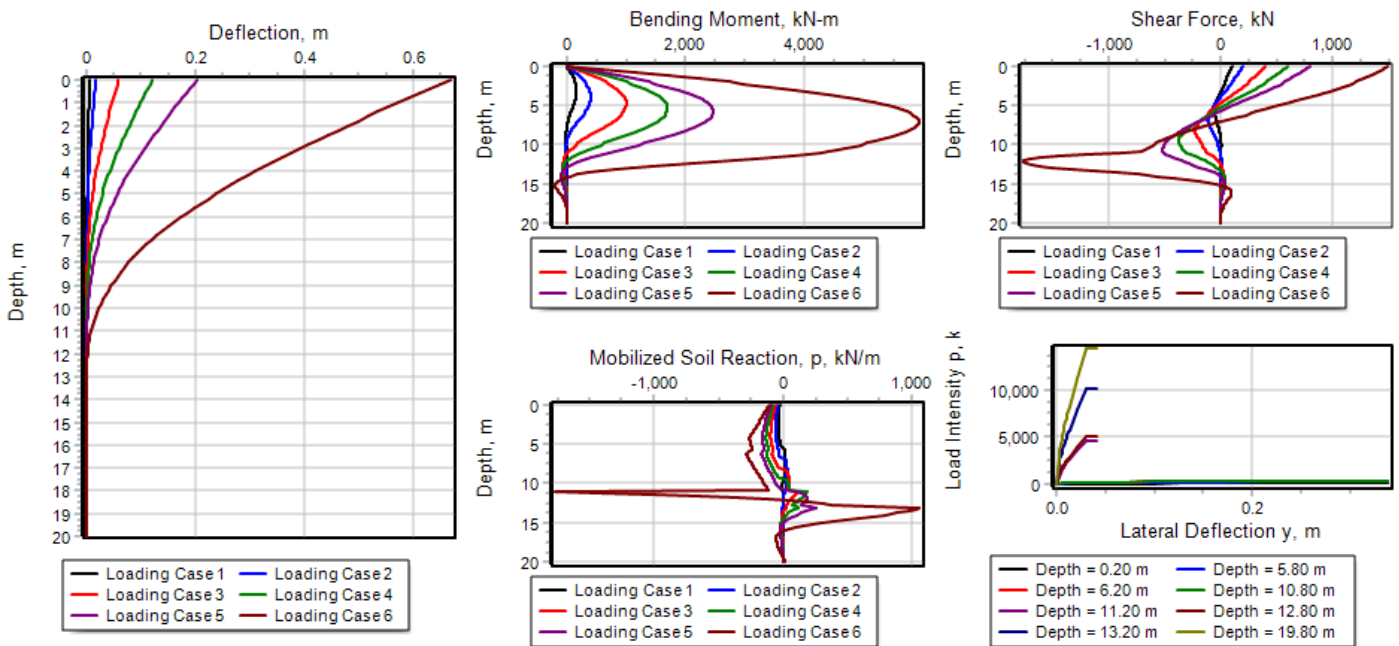 Deflection, m
0 0.2 0.4 0.6
Depth, m
0
1
2
3
4
5
6
7
8
9
10
11
12
13
14
15
16
17
18
19
20
Loading Case 1 Loading Case 2
Loading Case 3 Loading Case 4
Loading Case 5 Loading Case 6
Bending Moment, kN-m
0 2,000 4,000
Depth, m
0
5
10
15
20
Loading Case 1 Loading Case 2
Loading Case 3 Loading Case 4
Loading Case 5 Loading Case 6
Shear Force, kN
-1,000 0 1,000
Depth, m
0
5
10
15
20
Loading Case 1 Loading Case 2
Loading Case 3 Loading Case 4
Loading Case 5 Loading Case 6
Mobilized Soil Reaction, p, kN/m
-1,000 0 1,000
Depth, m
0
5
10
15
20
Loading Case 1 Loading Case 2
Loading Case 3 Loading Case 4
Loading Case 5 Loading Case 6
Load Intensity p, k
10,000
5,000
0
0.0 0.2
Lateral Deflection y, m
Depth = 0.20 m Depth = 5.80 m
Depth = 6.20 m Depth = 10.80 m
Depth = 11.20 m Depth = 12.80 m
Depth = 13.20 m Depth = 19.80 m